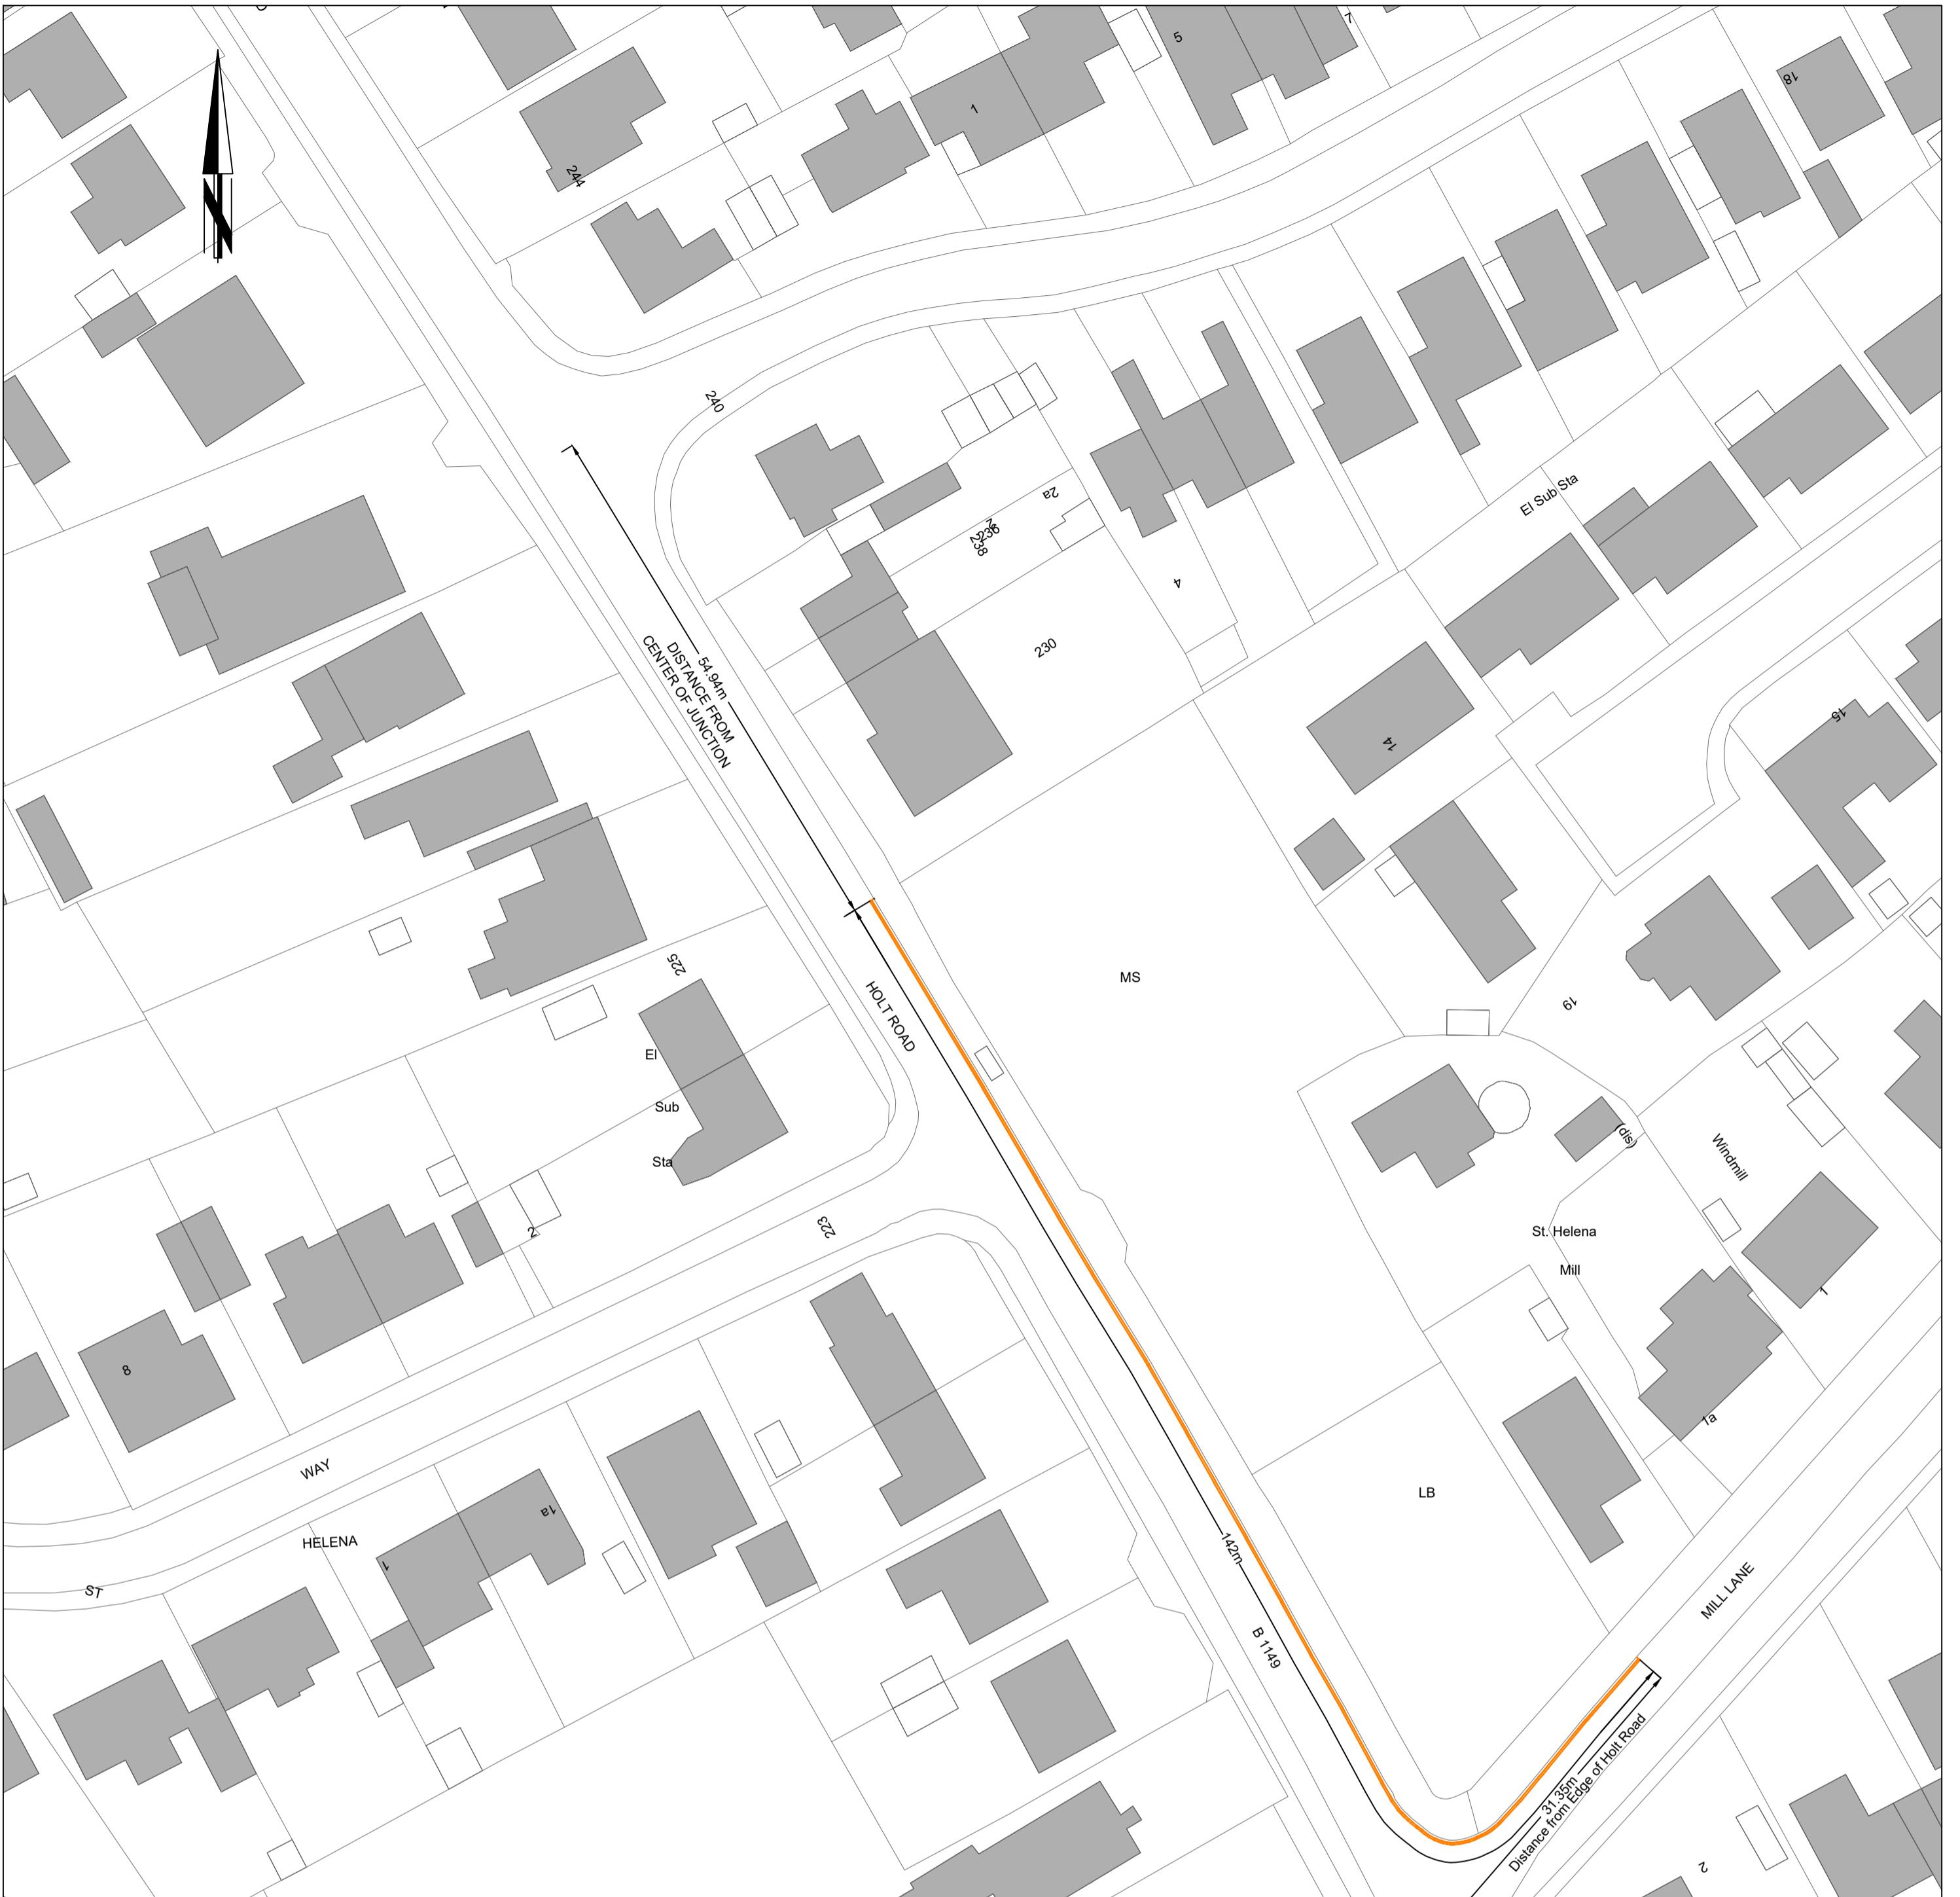 5
7
18
1
244
N
240
2a
236
238
4
El Sub Sta
230
54.94m
DISTANCE FROM
CENTER OF JUNCTION
14
15
225
HOLT ROAD
MS
19
El
Sub
Sta
(dis)
Windmill
2
223
St. Helena
Mill
1
8
1a
WAY
LB
HELENA
1
1a
142m
ST
B 1149
MILL LANE
31.35m
Distance from Edge of Holt Road
2